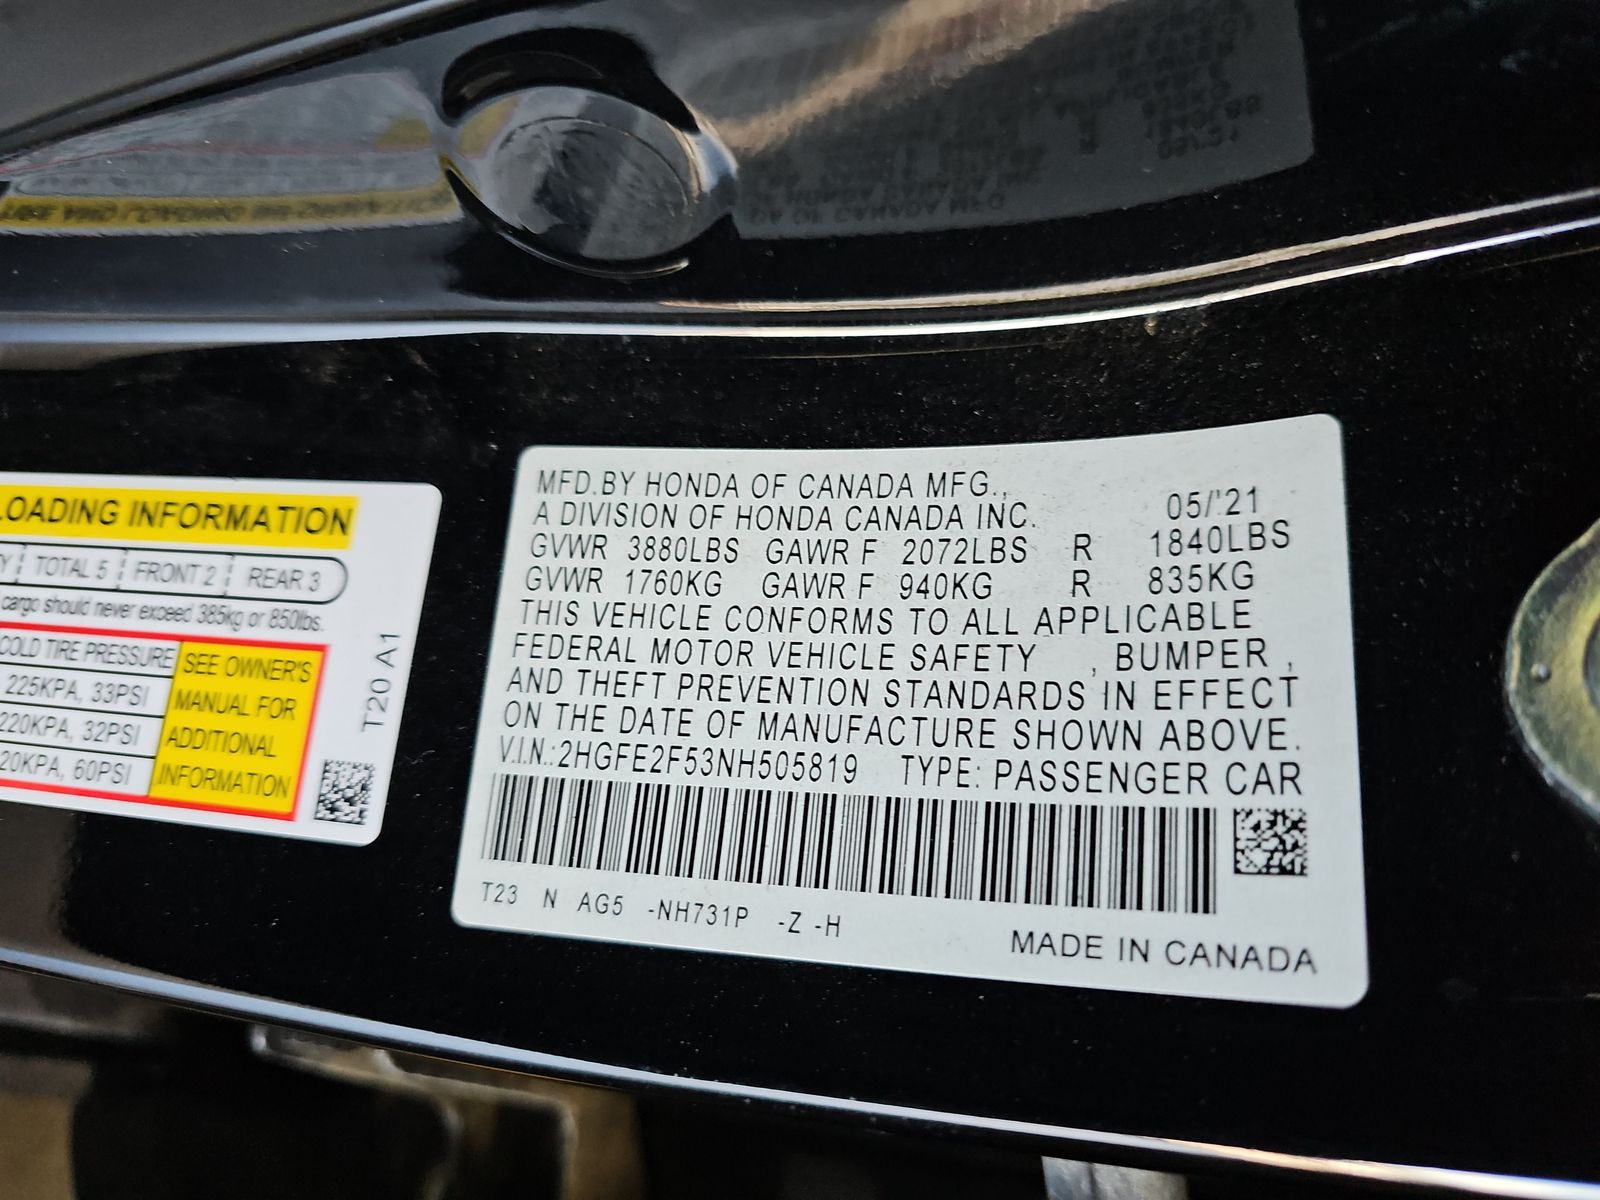 LOADING INFORMATION
TOTAL 5 FRONT 2 REAR 3
cargo should never exceed 385kg or 850lbs.
COLD TIRE PRESSURE
225KPA, 33PSI
220KPA, 32PSI
20KPA, 60PSI
SEE OWNER'S
MANUAL FOR
ADDITIONAL
INFORMATION
T20 A1
MFD.BY HONDA OF CANADA MFG.,
A DIVISION OF HONDA CANADA INC. 05/'21
GVWR 3880LBS GAWR F 2072LBS R 1840LBS
GVWR 1760KG GAWR F 940KG R 835KG
THIS VEHICLE CONFORMS TO ALL APPLICABLE
FEDERAL MOTOR VEHICLE SAFETY , BUMPER ,
AND THEFT PREVENTION STANDARDS IN EFFECT
ON THE DATE OF MANUFACTURE SHOWN ABOVE.
V.I.N.: 2HGFE2F53NH505819 TYPE: PASSENGER CAR
T23 N AG5 -NH731P -Z -H
MADE IN CANADA